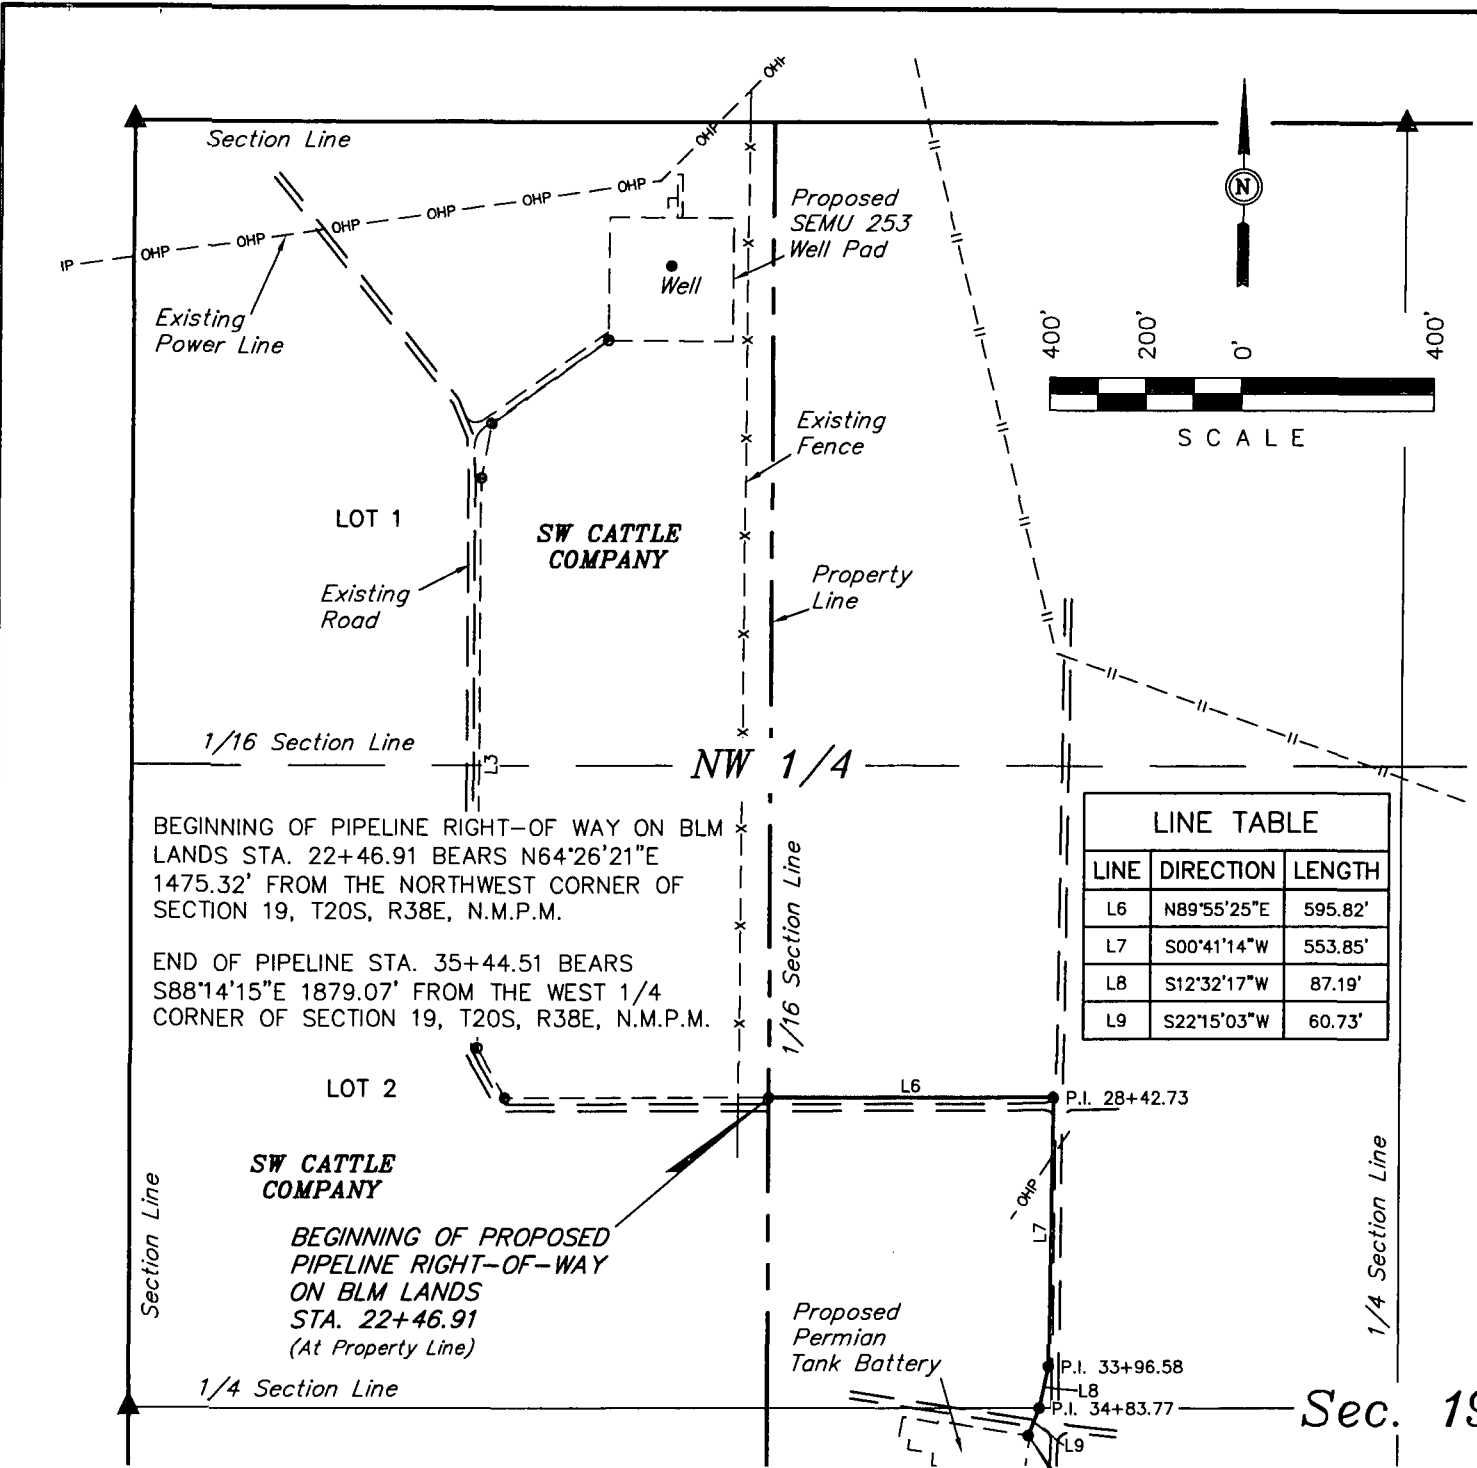 OHP
Section Line
OHP
N
Proposed
SEMU 253
Well Pad
OHP
OHP
OHP
OHP
OHP
OHP
IP
Well
Existing
Power Line
400'
200'
0'
400'
SCALE
Existing
Fence
LOT 1
SW CATTLE
COMPANY
Property
Line
Existing
Road
1/16 Section Line
L3
NW 1/4
BEGINNING OF PIPELINE RIGHT-OF WAY ON BLM
LANDS STA. 22+46.91 BEARS N64°26'21"E
1475.32' FROM THE NORTHWEST CORNER OF
SECTION 19, T20S, R38E, N.M.P.M.
END OF PIPELINE STA. 35+44.51 BEARS
S88°14'15"E 1879.07' FROM THE WEST 1/4
CORNER OF SECTION 19, T20S, R38E, N.M.P.M.
1/16 Section Line
LINE TABLE
LINE DIRECTION LENGTH
L6 N89°55'25"E 595.82'
L7 S00°41'14"W 553.85'
L8 S12°32'17"W 87.19'
L9 S22°15'03"W 60.73'
LOT 2
L6
P.I. 28+42.73
SW CATTLE
COMPANY
OHP
L7
Section Line
1/4 Section Line
BEGINNING OF PROPOSED
PIPELINE RIGHT-OF-WAY
ON BLM LANDS
STA. 22+46.91
(At Property Line)
Proposed
Permian
Tank Battery
P.I. 33+96.58
L8
1/4 Section Line
P.I. 34+83.77
Sec. 19
L9